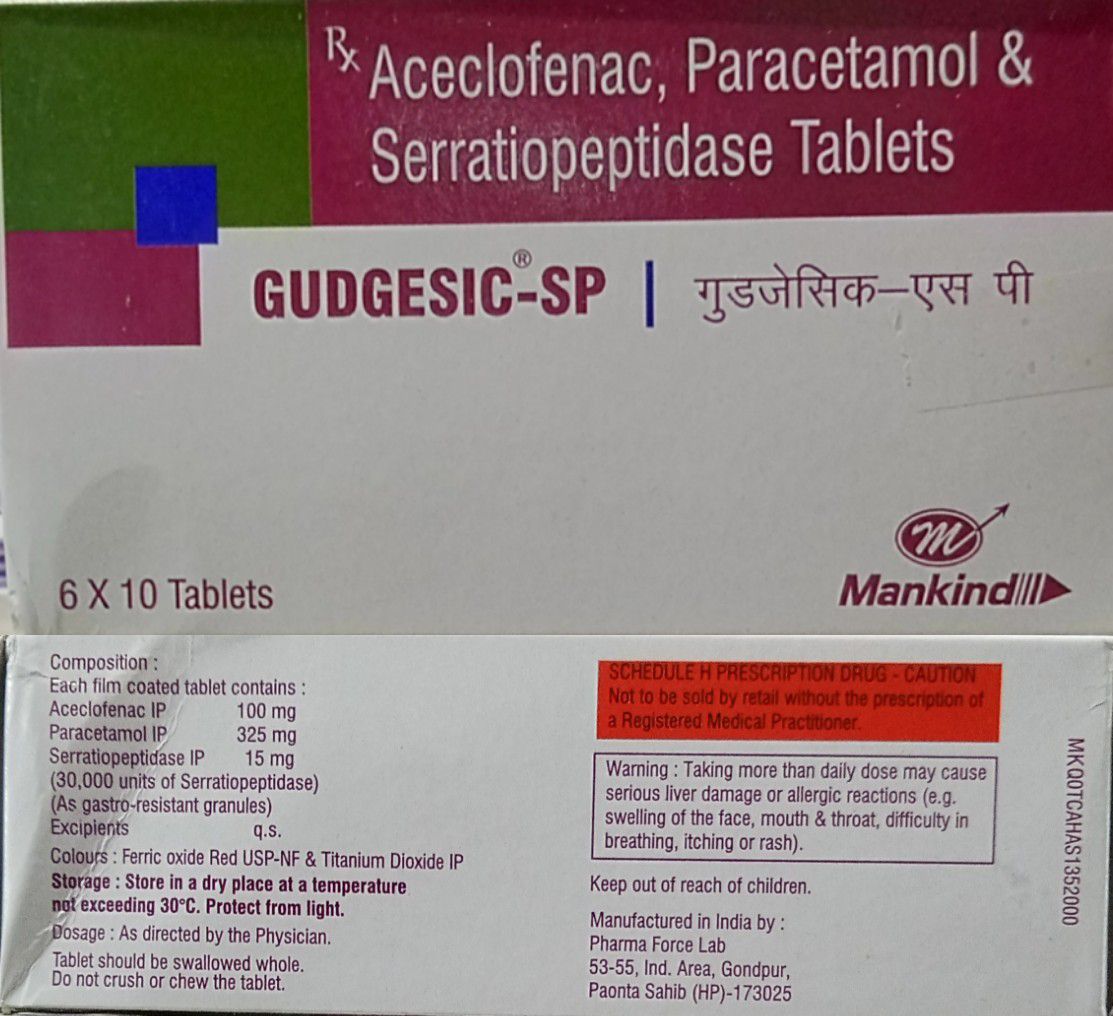 Rx Aceclofenac, Paracetamol &
Serratiopeptidase Tablets
GUDGESIC®-SP | गुडजेसिक–एस पी
m
Mankind
6 X 10 Tablets
Composition :
Each film coated tablet contains :
Aceclofenac IP 100 mg
Paracetamol IP 325 mg
Serratiopeptidase IP 15 mg
(30,000 units of Serratiopeptidase)
(As gastro-resistant granules)
Excipients q.s.
Colours : Ferric oxide Red USP-NF & Titanium Dioxide IP
Storage : Store in a dry place at a temperature
not exceeding 30°C. Protect from light.
Dosage : As directed by the Physician.
Tablet should be swallowed whole.
Do not crush or chew the tablet.
SCHEDULE H PRESCRIPTION DRUG - CAUTION
Not to be sold by retail without the prescription of
a Registered Medical Practitioner.
Warning : Taking more than daily dose may cause
serious liver damage or allergic reactions (e.g.
swelling of the face, mouth & throat, difficulty in
breathing, itching or rash).
Keep out of reach of children.
Manufactured in India by :
Pharma Force Lab
53-55, Ind. Area, Gondpur,
Paonta Sahib (HP)-173025
MKQ0TCAHAS1352000